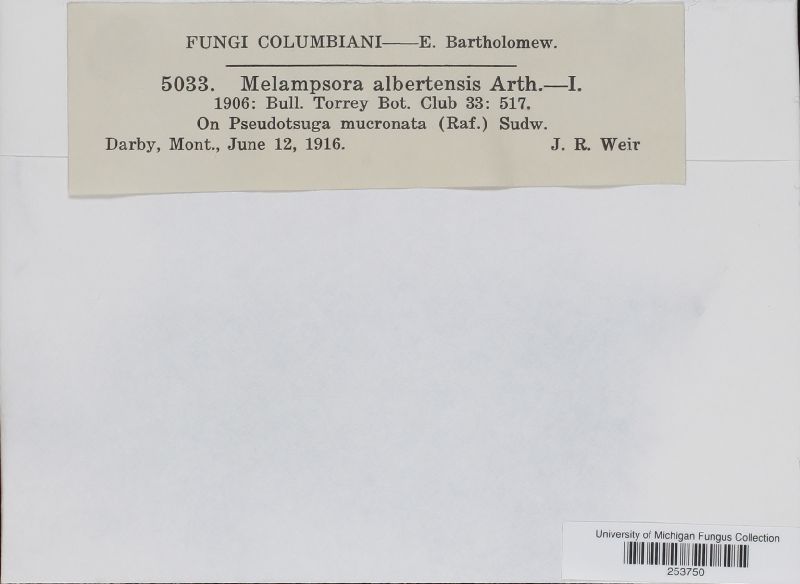 FUNGI COLUMBIANI——E. Bartholomew.
5033. Melampsora albertensis Arth.—I.
1906: Bull. Torrey Bot. Club 33: 517.
On Pseudotsuga mucronata (Raf.) Sudw.
Darby, Mont., June 12, 1916. J. R. Weir
University of Michigan Fungus Collection
253750